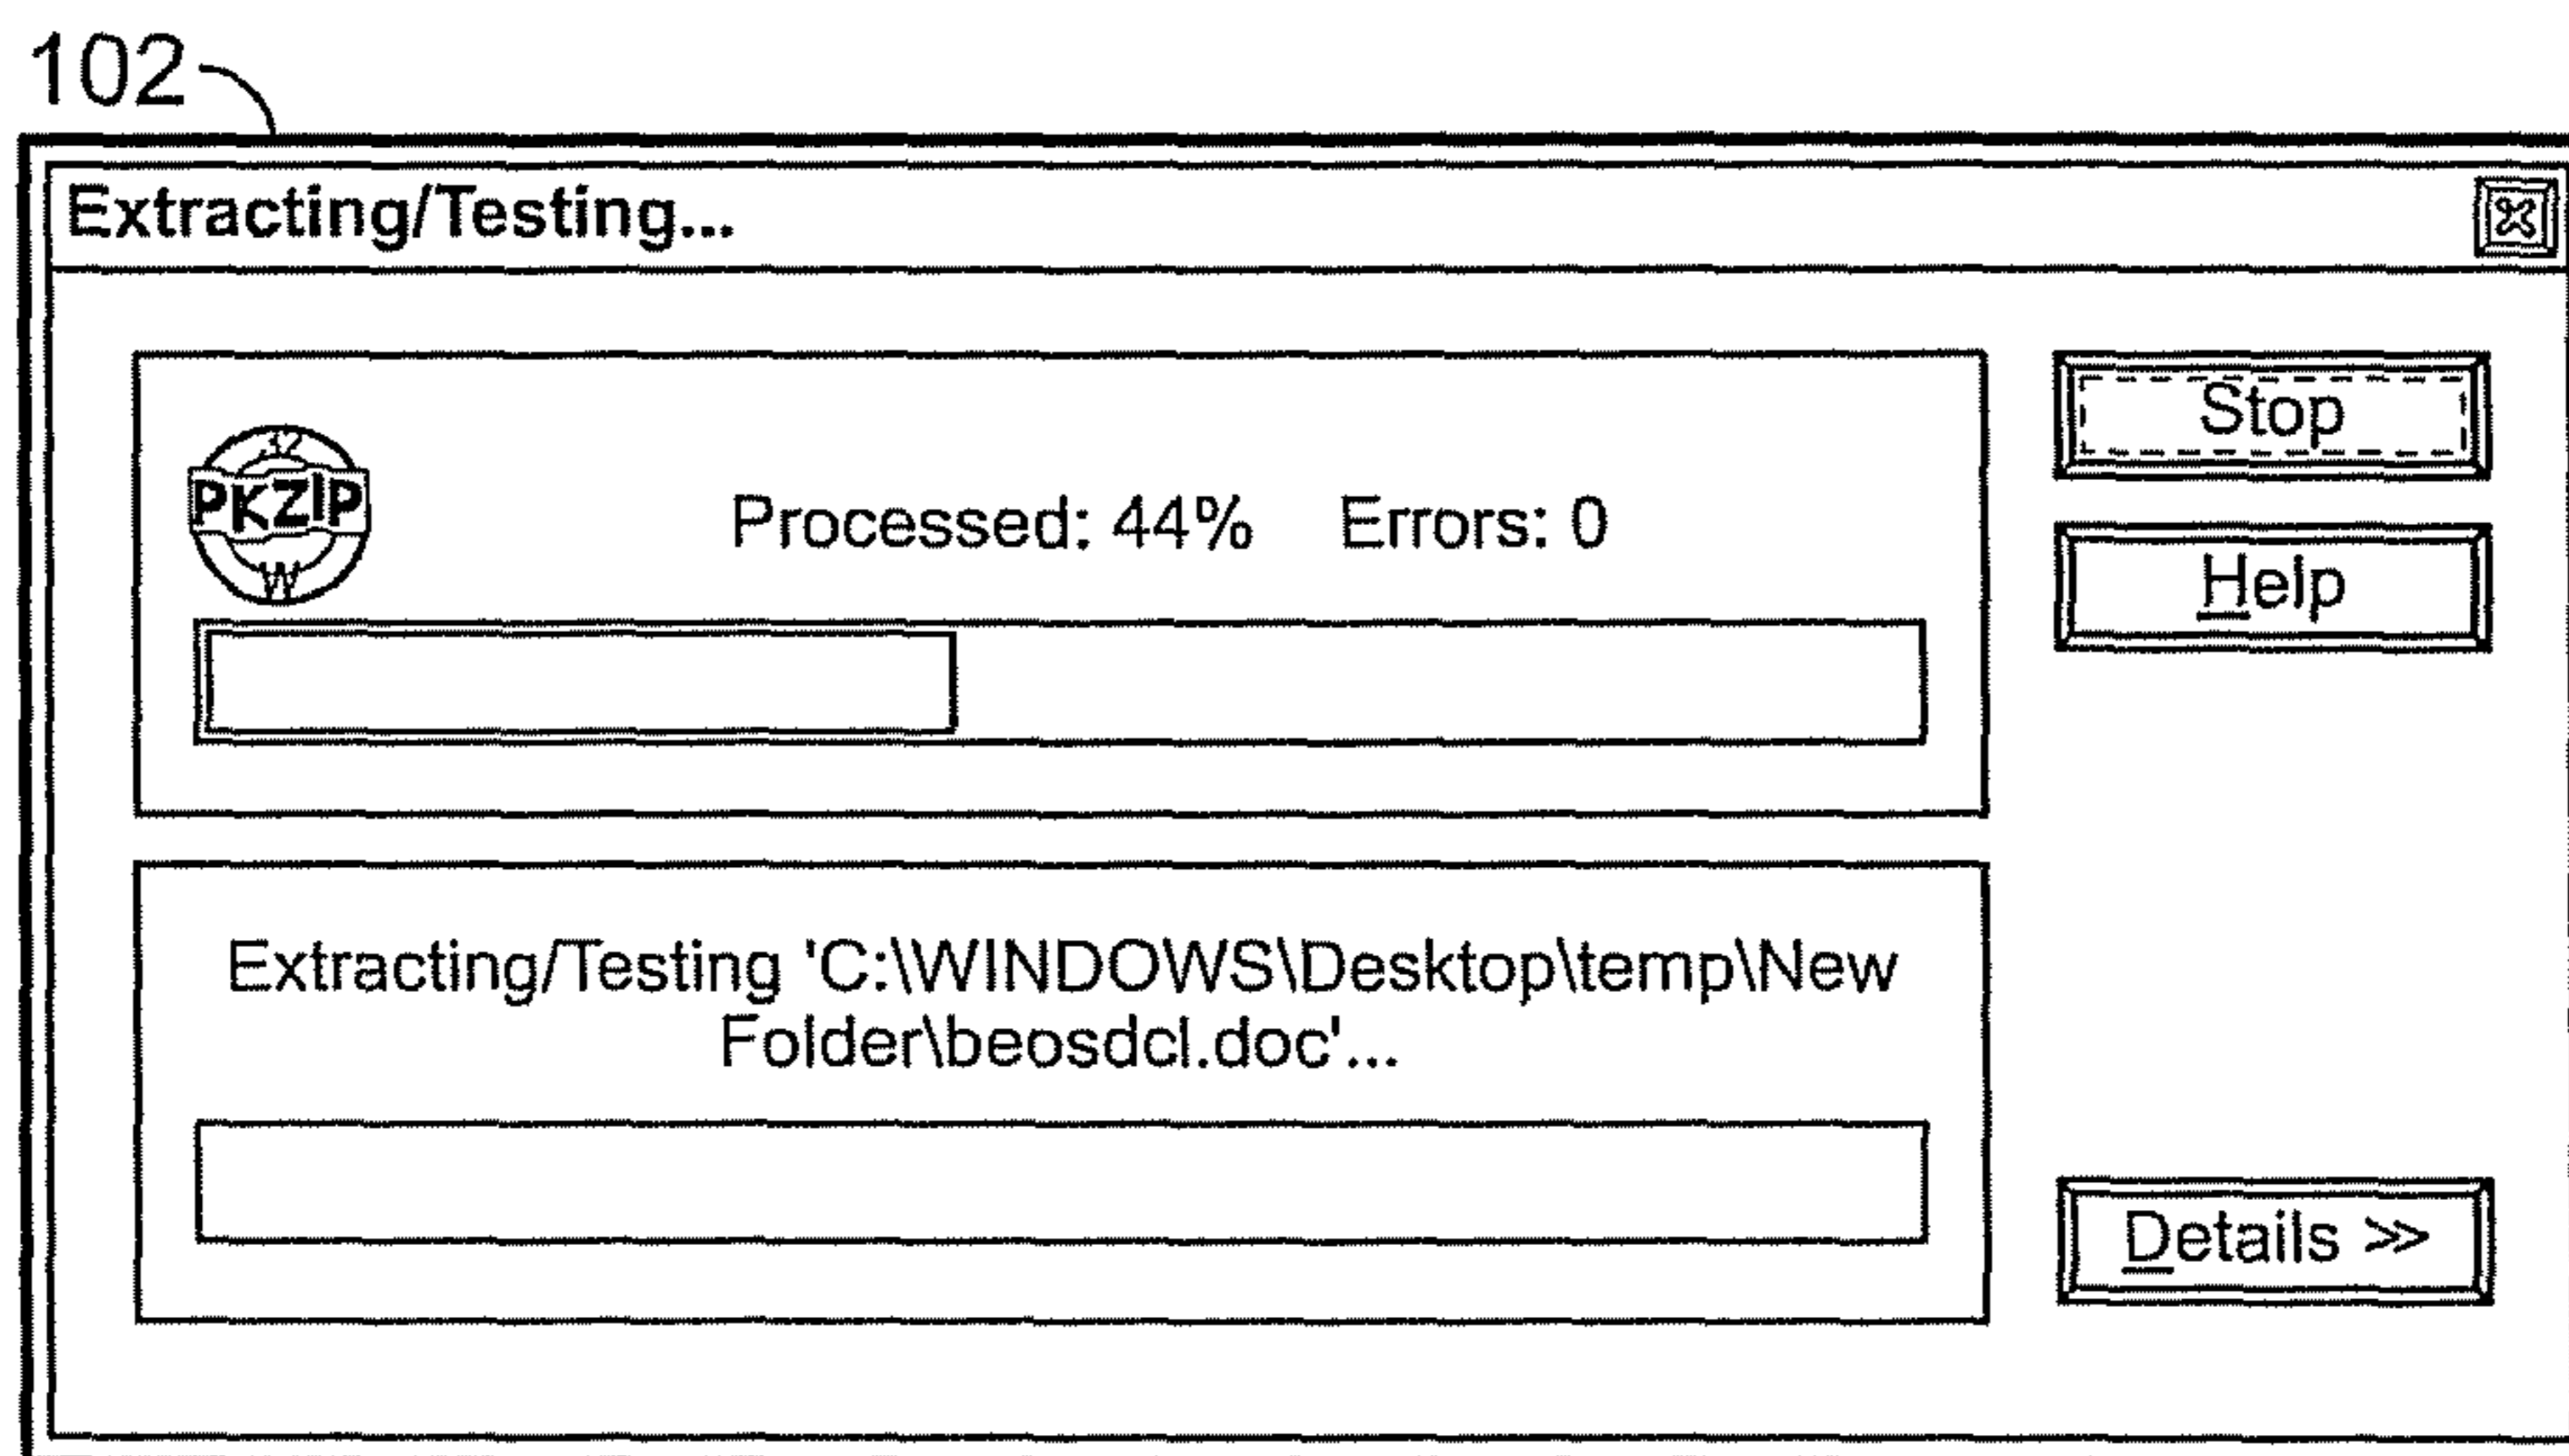 102
Extracting/Testing...
32
PKZIP
W
Processed: 44% Errors: 0
Stop
Help
Extracting/Testing 'C:\WINDOWS\Desktop\temp\New
Folder\beosdcl.doc'...
Details >>